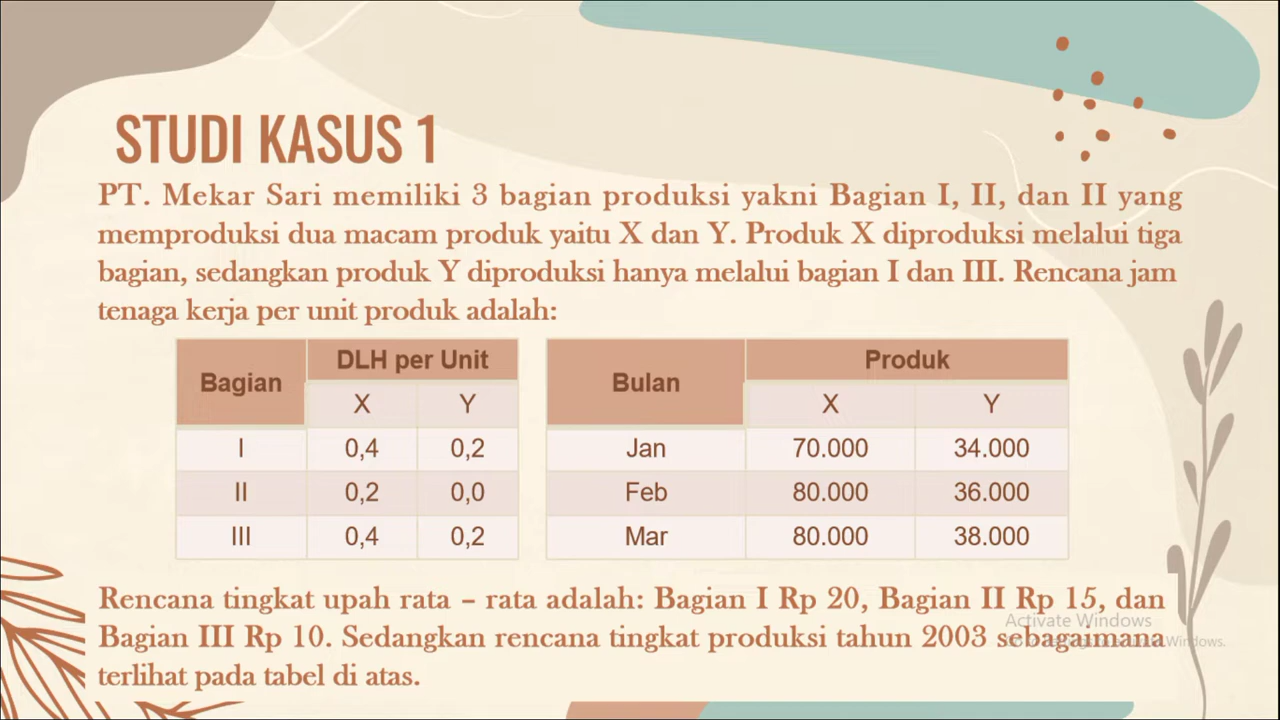 STUDI KASUS 1
PT. Mekar Sari memiliki 3 bagian produksi yakni Bagian I, II, dan II yang
memproduksi dua macam produk yaitu X dan Y. Produk X diproduksi melalui tiga
bagian, sedangkan produk Y diproduksi hanya melalui bagian I dan III. Rencana jam
tenaga kerja per unit produk adalah:
Bagian DLH per Unit
X Y
I 0,4 0,2
II 0,2 0,0
III 0,4 0,2
Bulan Produk
X Y
Jan 70.000 34.000
Feb 80.000 36.000
Mar 80.000 38.000
Rencana tingkat upah rata – rata adalah: Bagian I Rp 20, Bagian II Rp 15, dan
Bagian III Rp 10. Sedangkan rencana tingkat produksi tahun 2003 sebagaimana
terlihat pada tabel di atas.
Activate Windows
Windows.